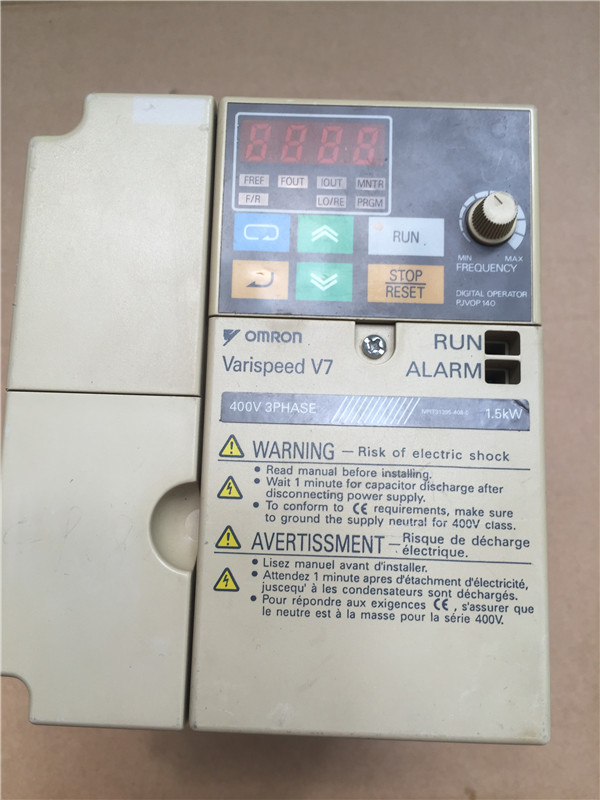 8888
FREF FOUT IOUT MNTR
F/R LO/RE PRGM
RUN
STOP
RESET
MIN MAX
FREQUENCY
DIGITAL OPERATOR
PJVOP 140
OMRON
Varispeed V7
RUN
ALARM
400V 3PHASE 1.5kW
WARNING – Risk of electric shock
• Read manual before installing.
• Wait 1 minute for capacitor discharge after
disconnecting power supply.
• To conform to CE requirements, make sure
to ground the supply neutral for 400V class.
AVERTISSMENT – Risque de décharge
électrique.
• Lisez manuel avant d'installer.
• Attendez 1 minute apres d'étachment d'électricité,
juscequ' à les condensateurs sont déchargés.
• Pour répondre aux exigences CE , s'assurer que
le neutre est à la masse pour la série 400V.